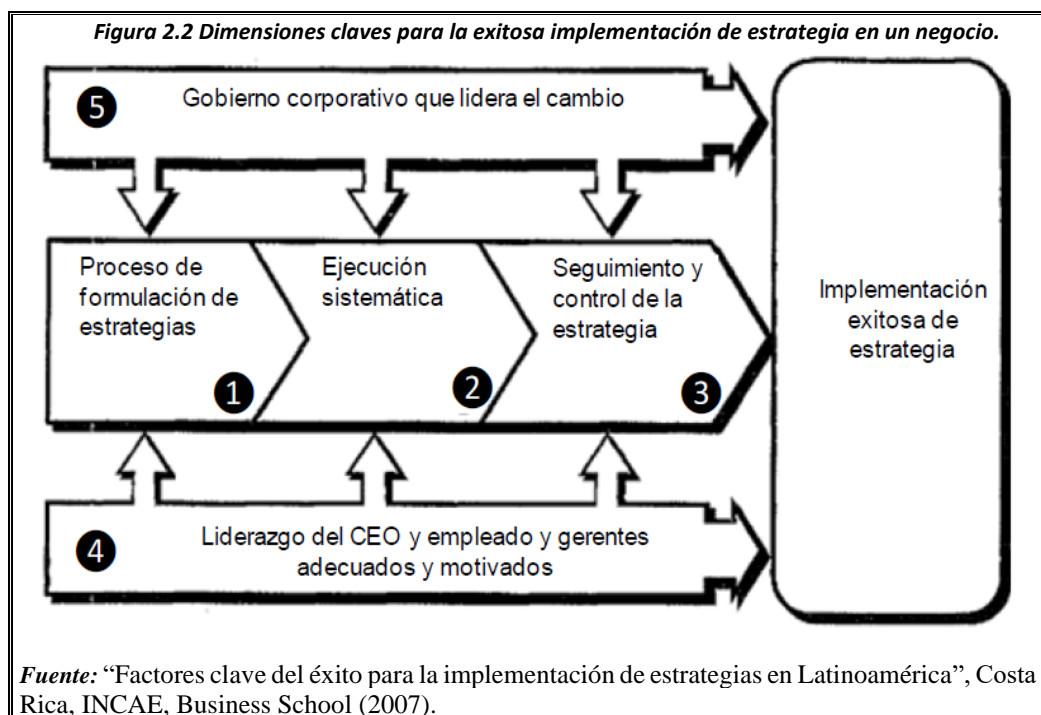 Figura 2.2 Dimensiones claves para la exitosa implementación de estrategia en un negocio.
5
Gobierno corporativo que lidera el cambio
Proceso de
formulación de
estrategias
1
Ejecución
sistemática
2
Seguimiento y
control de la
estrategia
3
Implementación
exitosa de
estrategia
4
Liderazgo del CEO y empleado y gerentes
adecuados y motivados
Fuente: “Factores clave del éxito para la implementación de estrategias en Latinoamérica”, Costa
Rica, INCAE, Business School (2007).